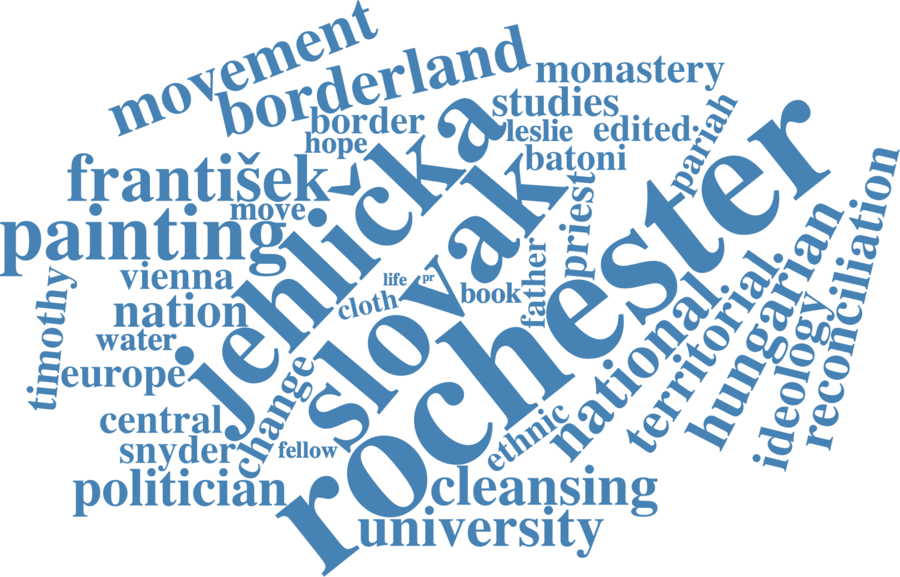 movement
borderland
monastery
border
studies
hope
leslie
edited
batoni
pariah
františek
move
painting
jehlička
slovak
rochester
priest
father
vienna
life
pr
cloth
book
nation
timothy
water
europe
change
central
snyder
fellow
politician
ethnic
national.
territorial.
hungarian
ideology
reconciliation
cleansing
university